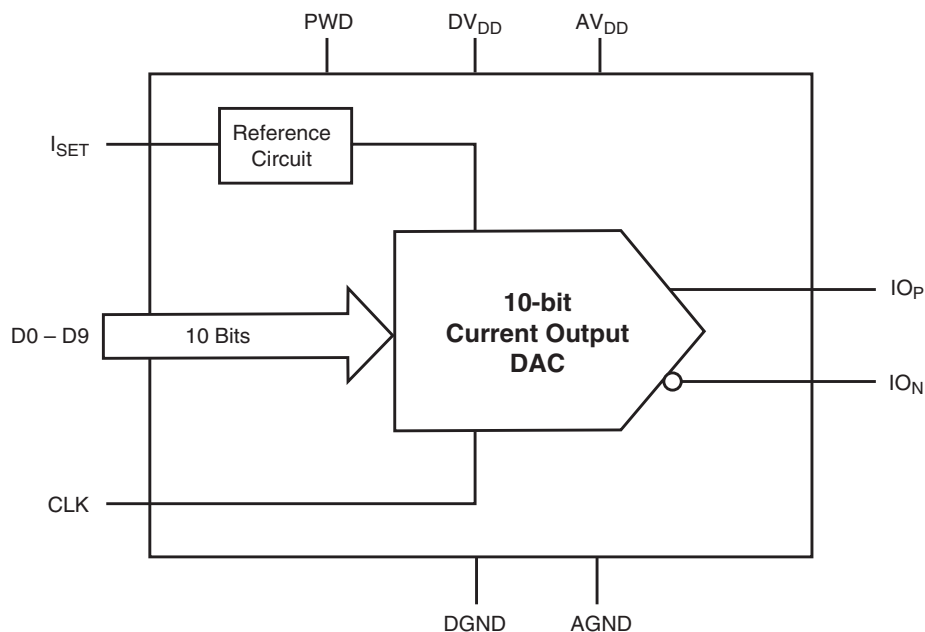 PWD
DV_DD
AV_DD
I_SET
Reference
Circuit
10-bit
Current Output
DAC
IO_P
D0 – D9
10 Bits
IO_N
CLK
DGND
AGND